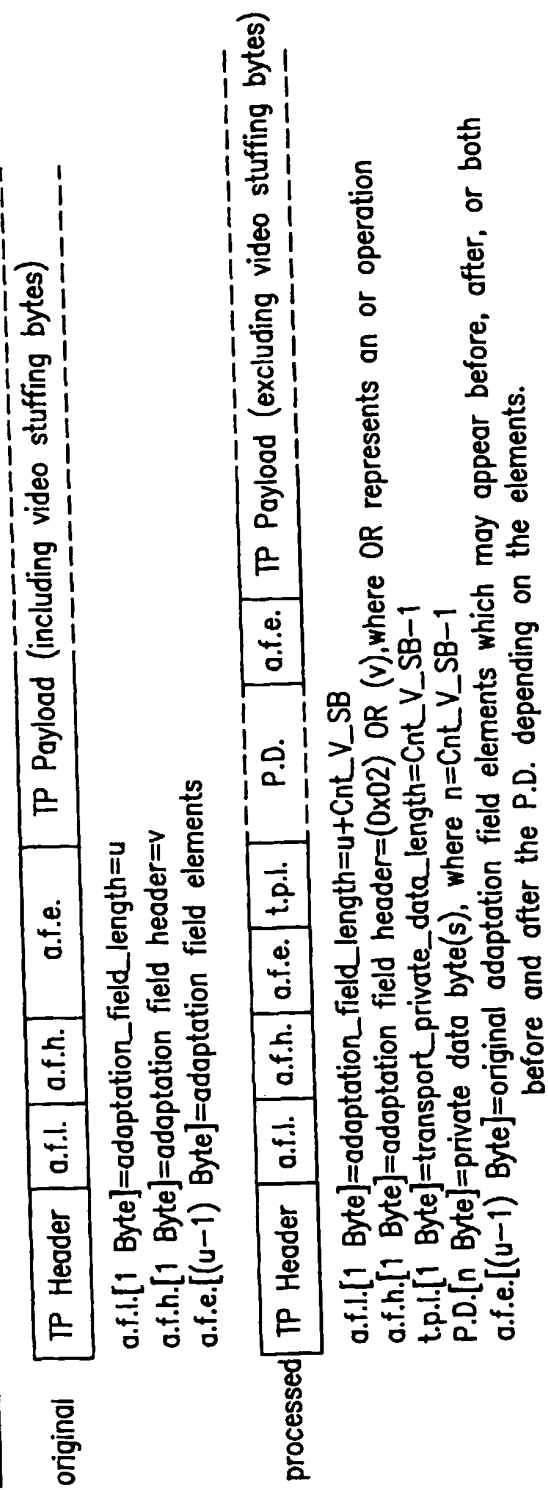 original
TP Header a.f.l. a.f.h. a.f.e. TP Payload (including video stuffing bytes)
a.f.l.[1 Byte]=adaptation_field_length=u
a.f.h.[1 Byte]=adaptation field header=v
a.f.e.[(u–1) Byte]=adaptation field elements
processed
TP Header a.f.l. a.f.h. a.f.e. t.p.l. P.D. a.f.e. TP Payload (excluding video stuffing bytes)
a.f.l.[1 Byte]=adaptation_field_length=u+Cnt_V_SB
a.f.h.[1 Byte]=adaptation field header=(0x02) OR (v),where OR represents an or operation
t.p.l.[1 Byte]=transport_private_data_length=Cnt_V_SB–1
P.D.[n Byte]=private data byte(s), where n=Cnt_V_SB–1
a.f.e.[(u–1) Byte]=original adaptation field elements which may appear before, after, or both
before and after the P.D. depending on the elements.